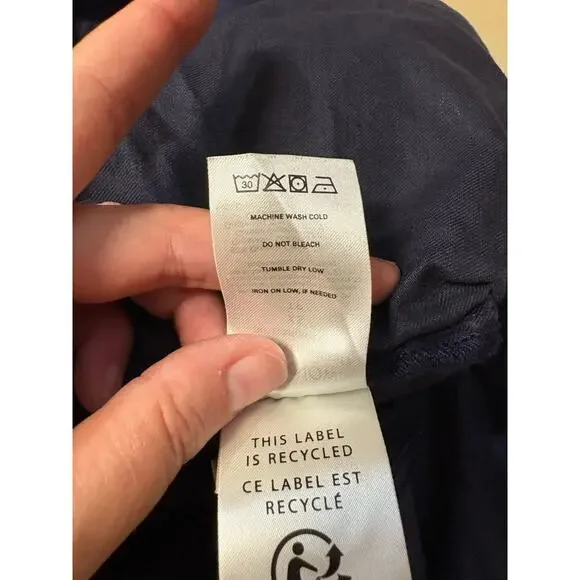 30
MACHINE WASH COLD
DO NOT BLEACH
TUMBLE DRY LOW
IRON ON LOW, IF NEEDED
THIS LABEL
IS RECYCLED
CE LABEL EST
RECYCLÉ